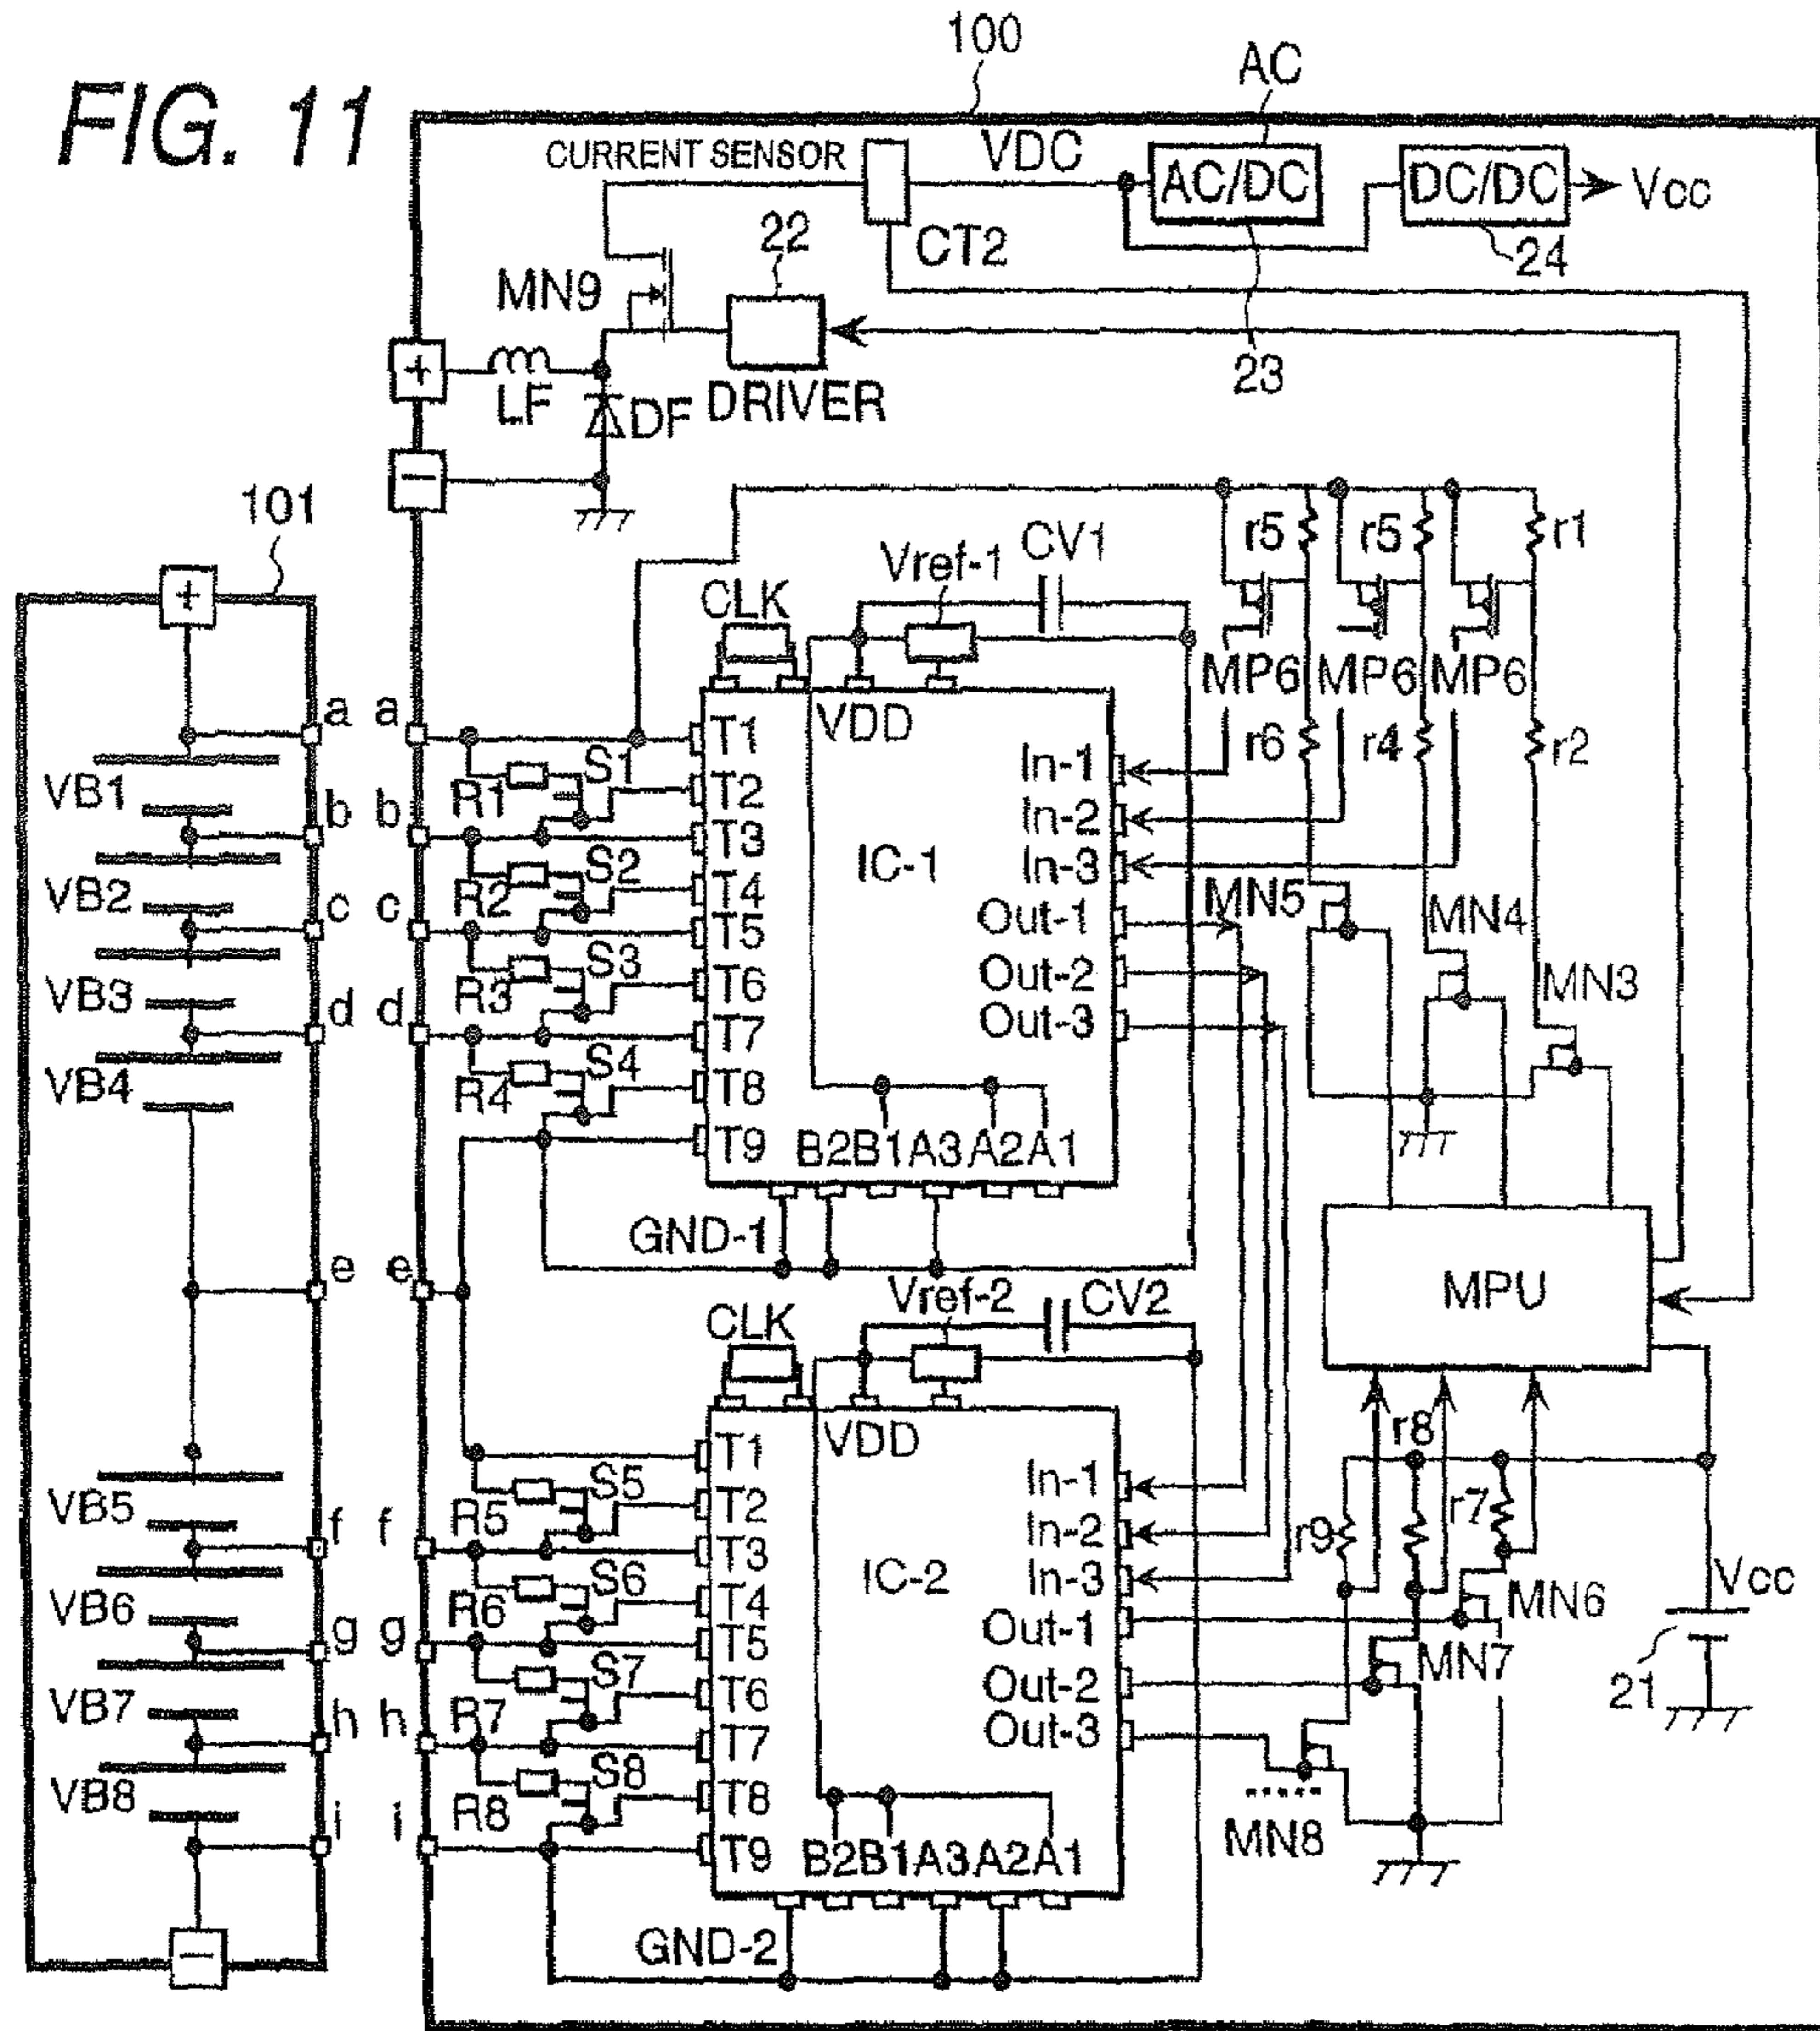 FIG. 11
100
AC
CURRENT SENSOR
VDC
AC/DC
DC/DC
Vcc
22
CT2
24
MN9
23
+
LF
DF
DRIVER
−
101
+
r5
r5
r1
CV1
Vref-1
CLK
MP6
MP6
MP6
VDD
a
a
T1
S1
r6
r4
r2
In-1
VB1
R1
T2
b
b
T3
In-2
S2
IC-1
In-3
VB2
R2
T4
MN5
MN4
c
c
T5
Out-1
S3
VB3
R3
T6
Out-2
MN3
d
d
T7
Out-3
S4
VB4
R4
T8
T9
B2
B1
A3
A2
A1
GND-1
e
e
MPU
Vref-2
CV2
CLK
VDD
r8
T1
S5
In-1
VB5
R5
T2
r9
r7
f
f
T3
In-2
S6
IC-2
In-3
VB6
R6
T4
Vcc
MN6
g
g
T5
Out-1
S7
MN7
VB7
R7
T6
Out-2
21
h
h
T7
Out-3
S8
VB8
R8
T8
MN8
i
i
T9
B2
B1
A3
A2
A1
GND-2
−